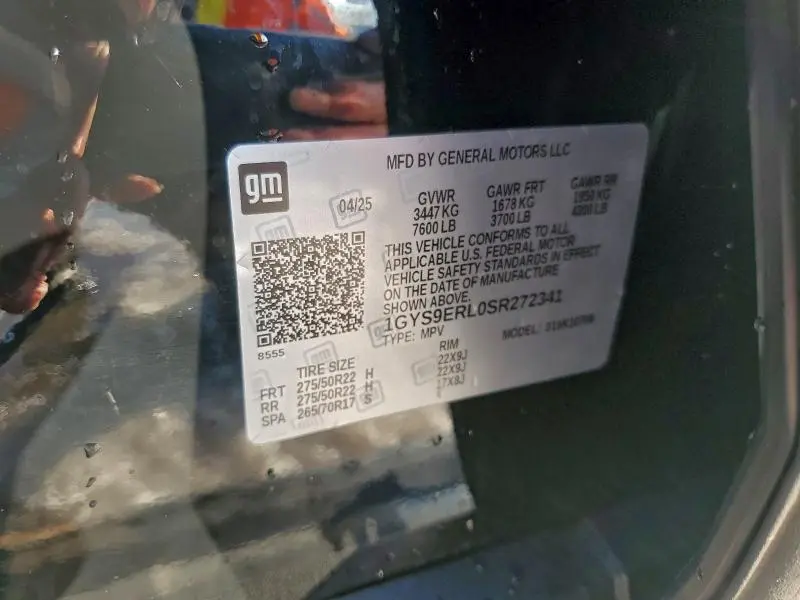 gm
MFD BY GENERAL MOTORS LLC
04/25
GVWR GAWR FRT GAWR RR
3447 KG 1678 KG 1950 KG
7600 LB 3700 LB LB
THIS VEHICLE CONFORMS TO ALL
APPLICABLE U.S. FEDERAL MOTOR
VEHICLE SAFETY STANDARDS IN EFFECT
ON THE DATE OF MANUFACTURE
SHOWN ABOVE.
1GYS9ERL0SR272341
TYPE: MPV MODEL:
8555
TIRE SIZE RIM
FRT 275/50R22 H 22X9J
RR 275/50R22 H 22X9J
SPA 265/70R17 S 17X8J